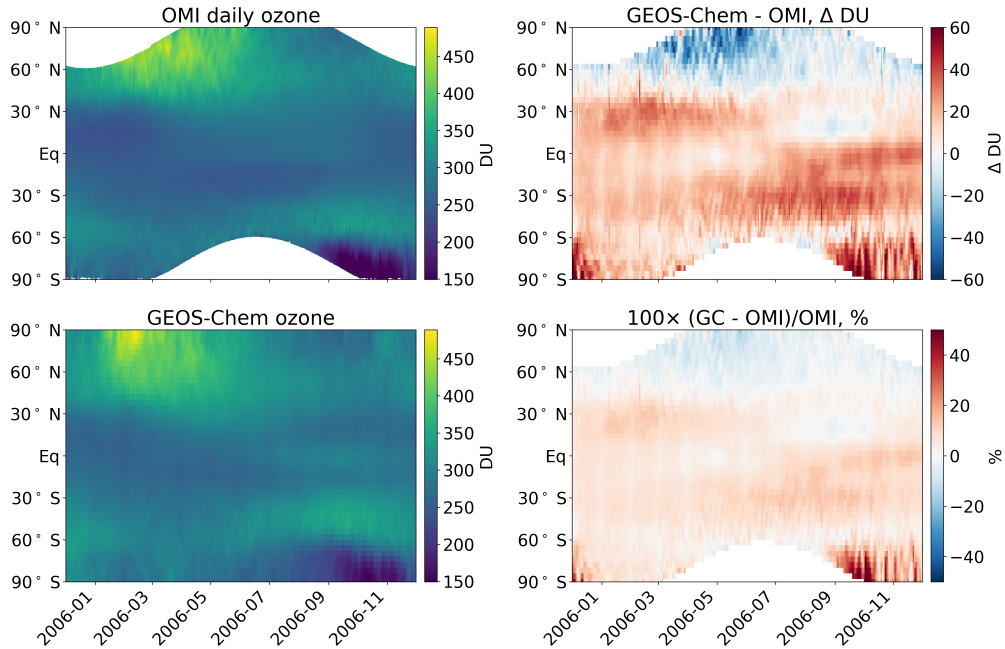 OMI daily ozone
90° N
60° N
30° N
Eq
30° S
60° S
90° S
450
400
350
300
250
200
150
DU
GEOS-Chem - OMI, Δ DU
90° N
60° N
30° N
Eq
30° S
60° S
90° S
60
40
20
0
−20
−40
−60
Δ DU
GEOS-Chem ozone
90° N
60° N
30° N
Eq
30° S
60° S
90° S
2006-01
2006-03
2006-05
2006-07
2006-09
2006-11
450
400
350
300
250
200
150
DU
100× (GC - OMI)/OMI, %
90° N
60° N
30° N
Eq
30° S
60° S
90° S
2006-01
2006-03
2006-05
2006-07
2006-09
2006-11
40
20
0
−20
−40
%